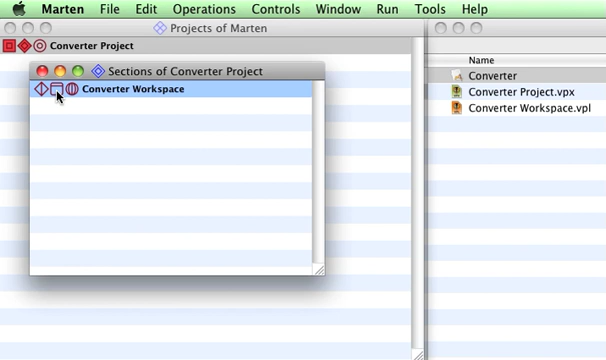 Marten File Edit Operations Controls Window Run Tools Help
Projects of Marten
Converter Project
Sections of Converter Project
Converter Workspace
Name
Converter
Converter Project.vpx
Converter Workspace.vpl